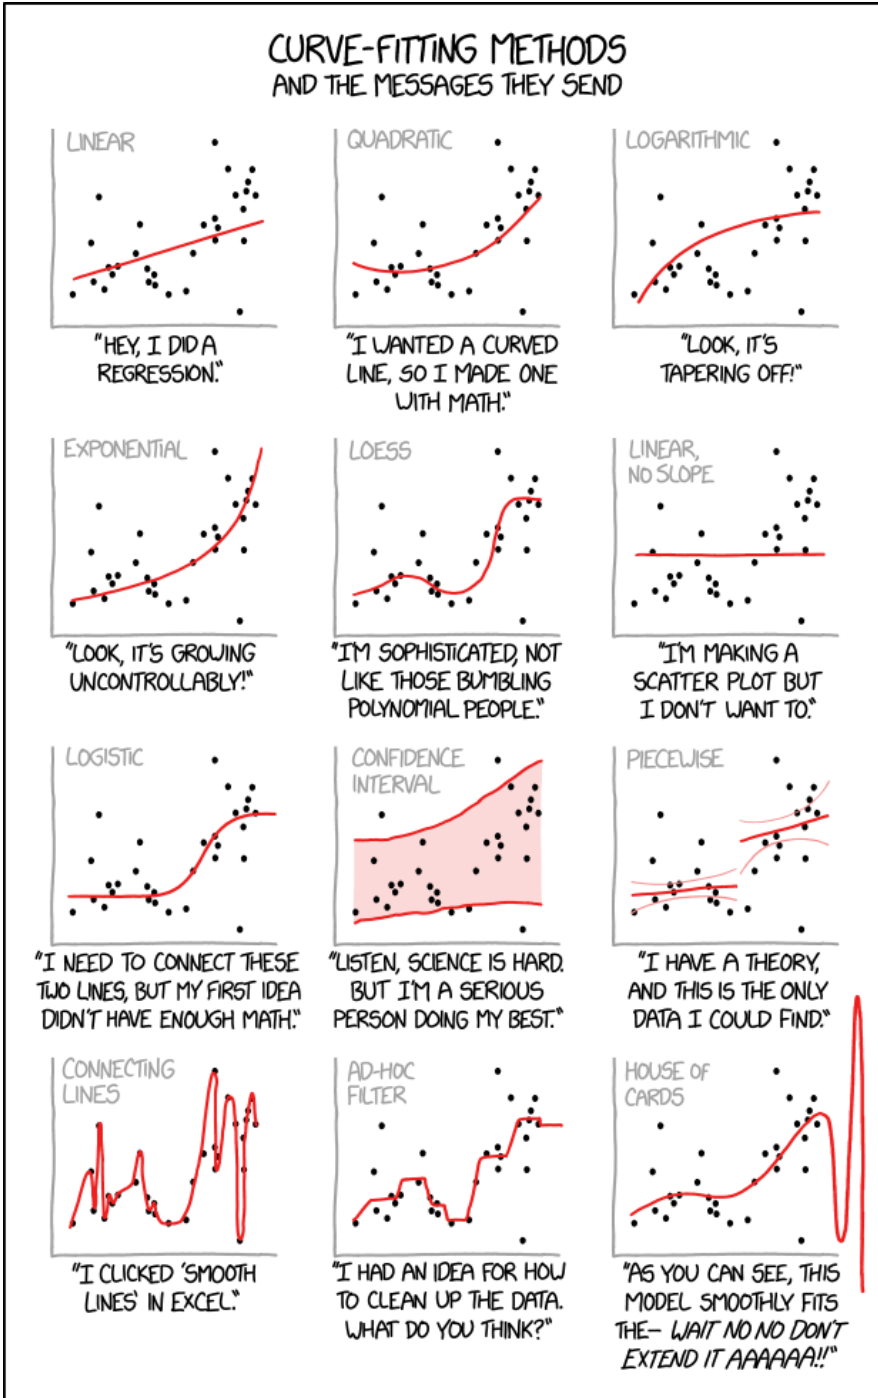 CURVE-FITTING METHODS
AND THE MESSAGES THEY SEND
LINEAR
"HEY, I DID A
REGRESSION."
QUADRATIC
"I WANTED A CURVED
LINE, SO I MADE ONE
WITH MATH."
LOGARITHMIC
"LOOK, IT'S
TAPERING OFF!"
EXPONENTIAL
"LOOK, IT'S GROWING
UNCONTROLLABLY!"
LOESS
"I'M SOPHISTICATED, NOT
LIKE THOSE BUMBLING
POLYNOMIAL PEOPLE."
LINEAR,
NO SLOPE
"I'M MAKING A
SCATTER PLOT BUT
I DON'T WANT TO."
LOGISTIC
"I NEED TO CONNECT THESE
TWO LINES, BUT MY FIRST IDEA
DIDN'T HAVE ENOUGH MATH."
CONFIDENCE
INTERVAL
"LISTEN, SCIENCE IS HARD.
BUT I'M A SERIOUS
PERSON DOING MY BEST."
PIECEWISE
"I HAVE A THEORY,
AND THIS IS THE ONLY
DATA I COULD FIND."
CONNECTING
LINES
"I CLICKED 'SMOOTH
LINES' IN EXCEL."
AD-HOC
FILTER
"I HAD AN IDEA FOR HOW
TO CLEAN UP THE DATA.
WHAT DO YOU THINK?"
HOUSE OF
CARDS
"AS YOU CAN SEE, THIS
MODEL SMOOTHLY FITS
THE– WAIT NO NO DON'T
EXTEND IT AAAAAA!!"